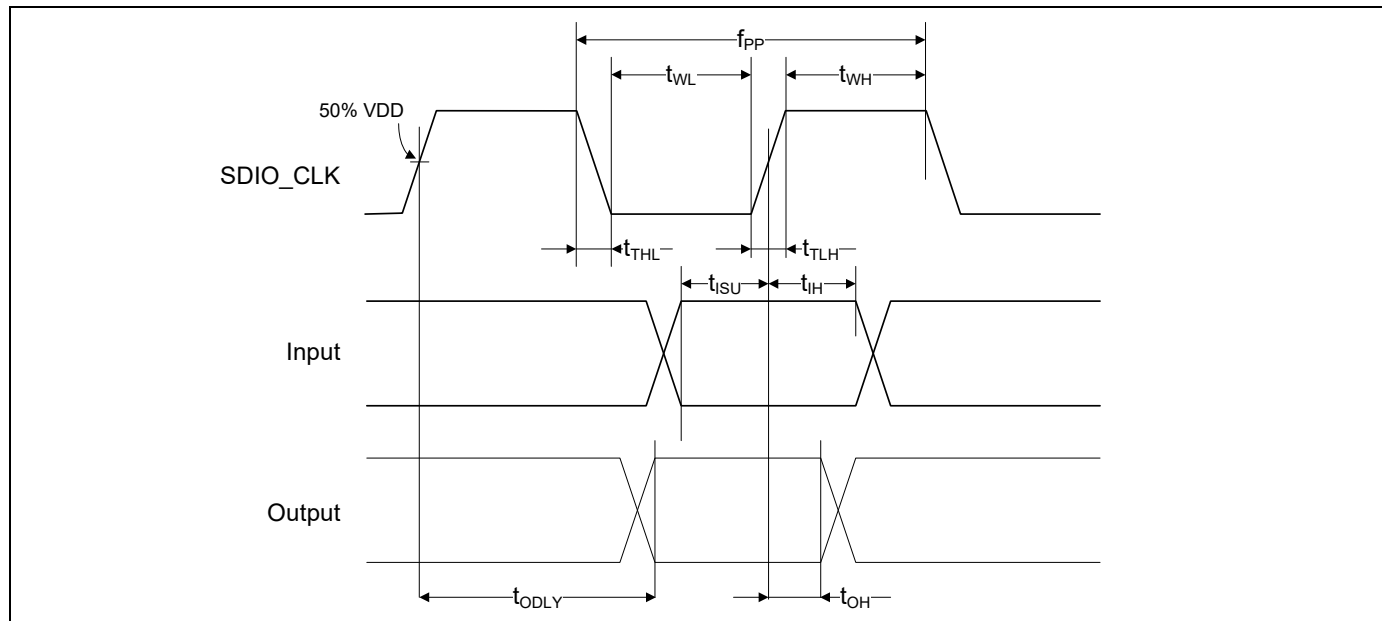 fPP
tWL
tWH
50% VDD
SDIO_CLK
tTHL
tTLH
tISU
tIH
Input
Output
tODLY
tOH